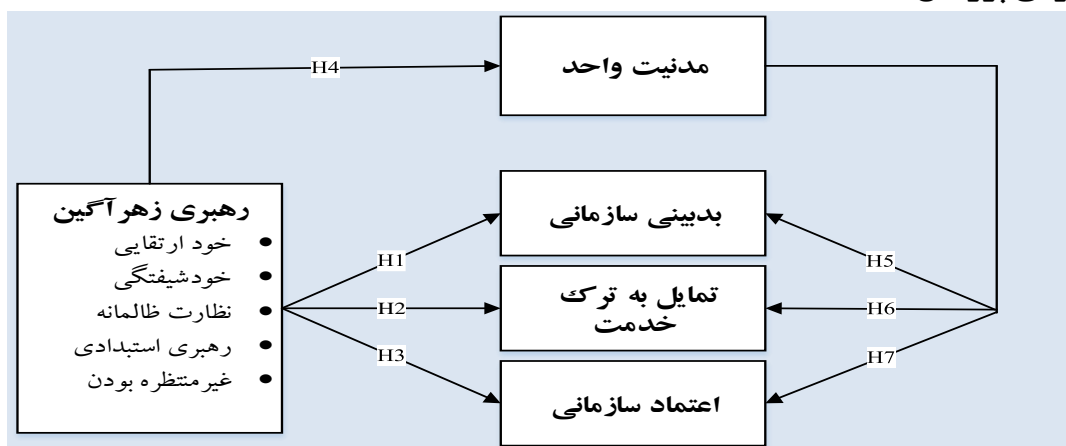 مدنیت واحد
H4
رهبری زهرآگین
خود ارتقایی
خودشیفتگی
نظارت ظالمانه
رهبری استبدادی
غیرمنتظره بودن
بدبینی سازمانی
H1
H5
تمایل به ترک
خدمت
H2
H6
H3
H7
اعتماد سازمانی